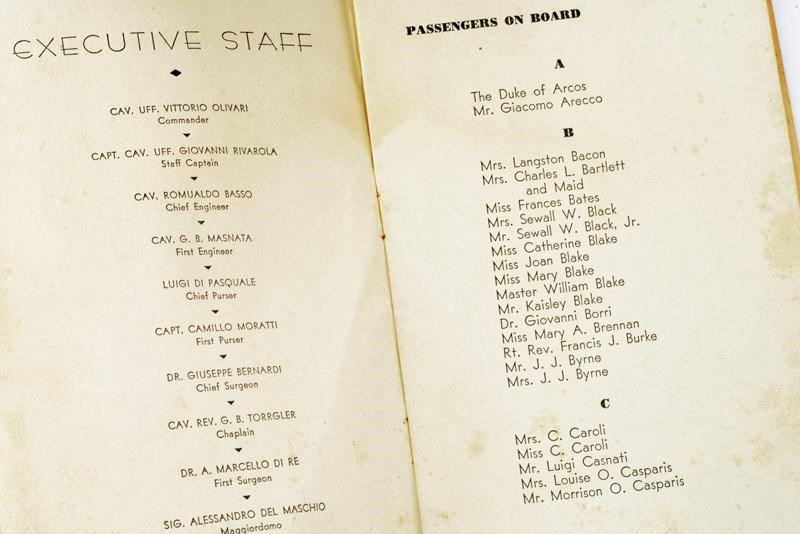 EXECUTIVE STAFF
CAV. UFF. VITTORIO OLIVARI
Commander
CAPT. CAV. UFF. GIOVANNI RIVAROLA
Staff Captain
CAV. ROMUALDO BASSO
Chief Engineer
CAV. G. B. MASNATA
First Engineer
LUIGI DI PASQUALE
Chief Purser
CAPT. CAMILLO MORATTI
First Purser
DR. GIUSEPPE BERNARDI
Chief Surgeon
CAV. REV. G. B. TORRGLER
Chaplain
DR. A. MARCELLO DI RE
First Surgeon
SIG. ALESSANDRO DEL MASCHIO
Maggiordomo
PASSENGERS ON BOARD
A
The Duke of Arcos
Mr. Giacomo Arecco
B
Mrs. Langston Bacon
Mrs. Charles L. Bartlett
and Maid
Miss Frances Bates
Mrs. Sewall W. Black
Mr. Sewall W. Black, Jr.
Miss Catherine Blake
Miss Joan Blake
Miss Mary Blake
Master William Blake
Mr. Kaisley Blake
Dr. Giovanni Borri
Miss Mary A. Brennan
Rt. Rev. Francis J. Burke
Mr. J. J. Byrne
Mrs. J. J. Byrne
C
Mrs. C. Caroli
Miss C. Caroli
Mr. Luigi Casnati
Mrs. Louise O. Casparis
Mr. Morrison O. Casparis